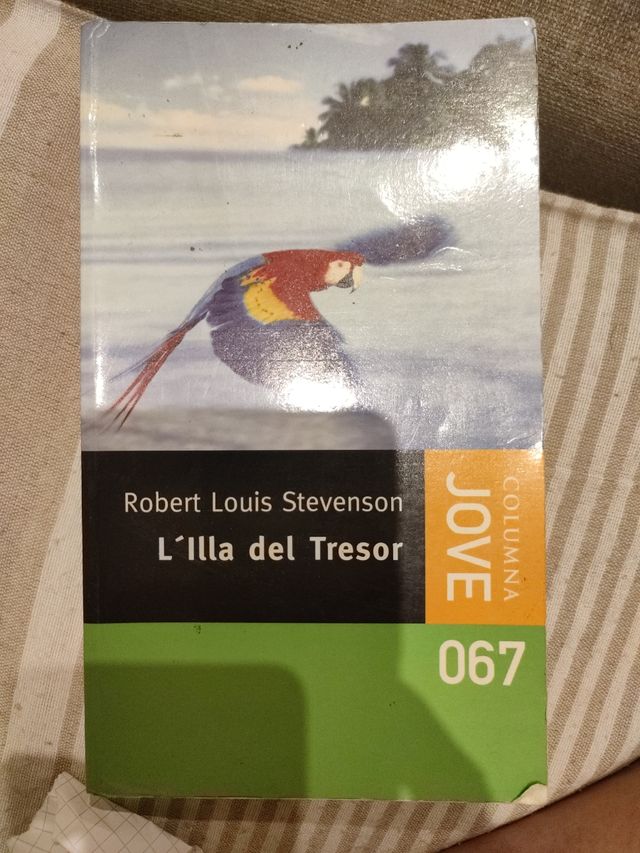 Robert Louis Stevenson
L´Illa del Tresor
COLUMNA
JOVE
067